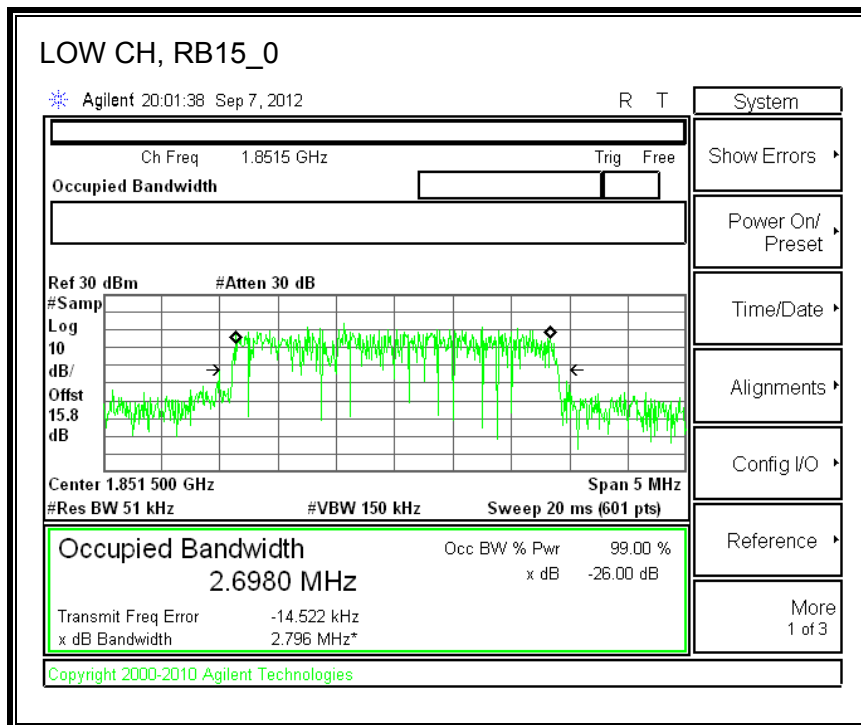 LOW CH, RB15_0
Agilent 20:01:38 Sep 7, 2012 R T
System
Ch Freq 1.8515 GHz Trig Free
Occupied Bandwidth
Show Errors
Power On/
Preset
Time/Date
Alignments
Config I/O
Reference
More
1 of 3
Ref 30 dBm #Atten 30 dB
#Samp
Log
10
dB/
Offst
15.8
dB
Center 1.851 500 GHz Span 5 MHz
#Res BW 51 kHz #VBW 150 kHz Sweep 20 ms (601 pts)
Occupied Bandwidth Occ BW % Pwr 99.00 %
2.6980 MHz x dB -26.00 dB
Transmit Freq Error -14.522 kHz
x dB Bandwidth 2.796 MHz*
Copyright 2000-2010 Agilent Technologies